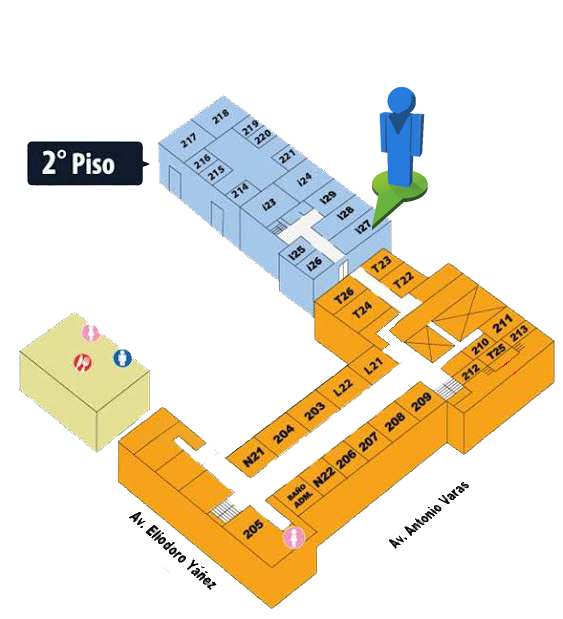 2° Piso
218
219
217
220
216
221
215
214
I24
I23
I29
I28
I27
I25
I26
T23
T22
T26
T24
211
213
210
T25
212
L21
L22
203
209
204
208
N21
207
206
N22
BAÑO
ADM.
205
Av. Antonio Varas
Av. Eliodoro Yáñez